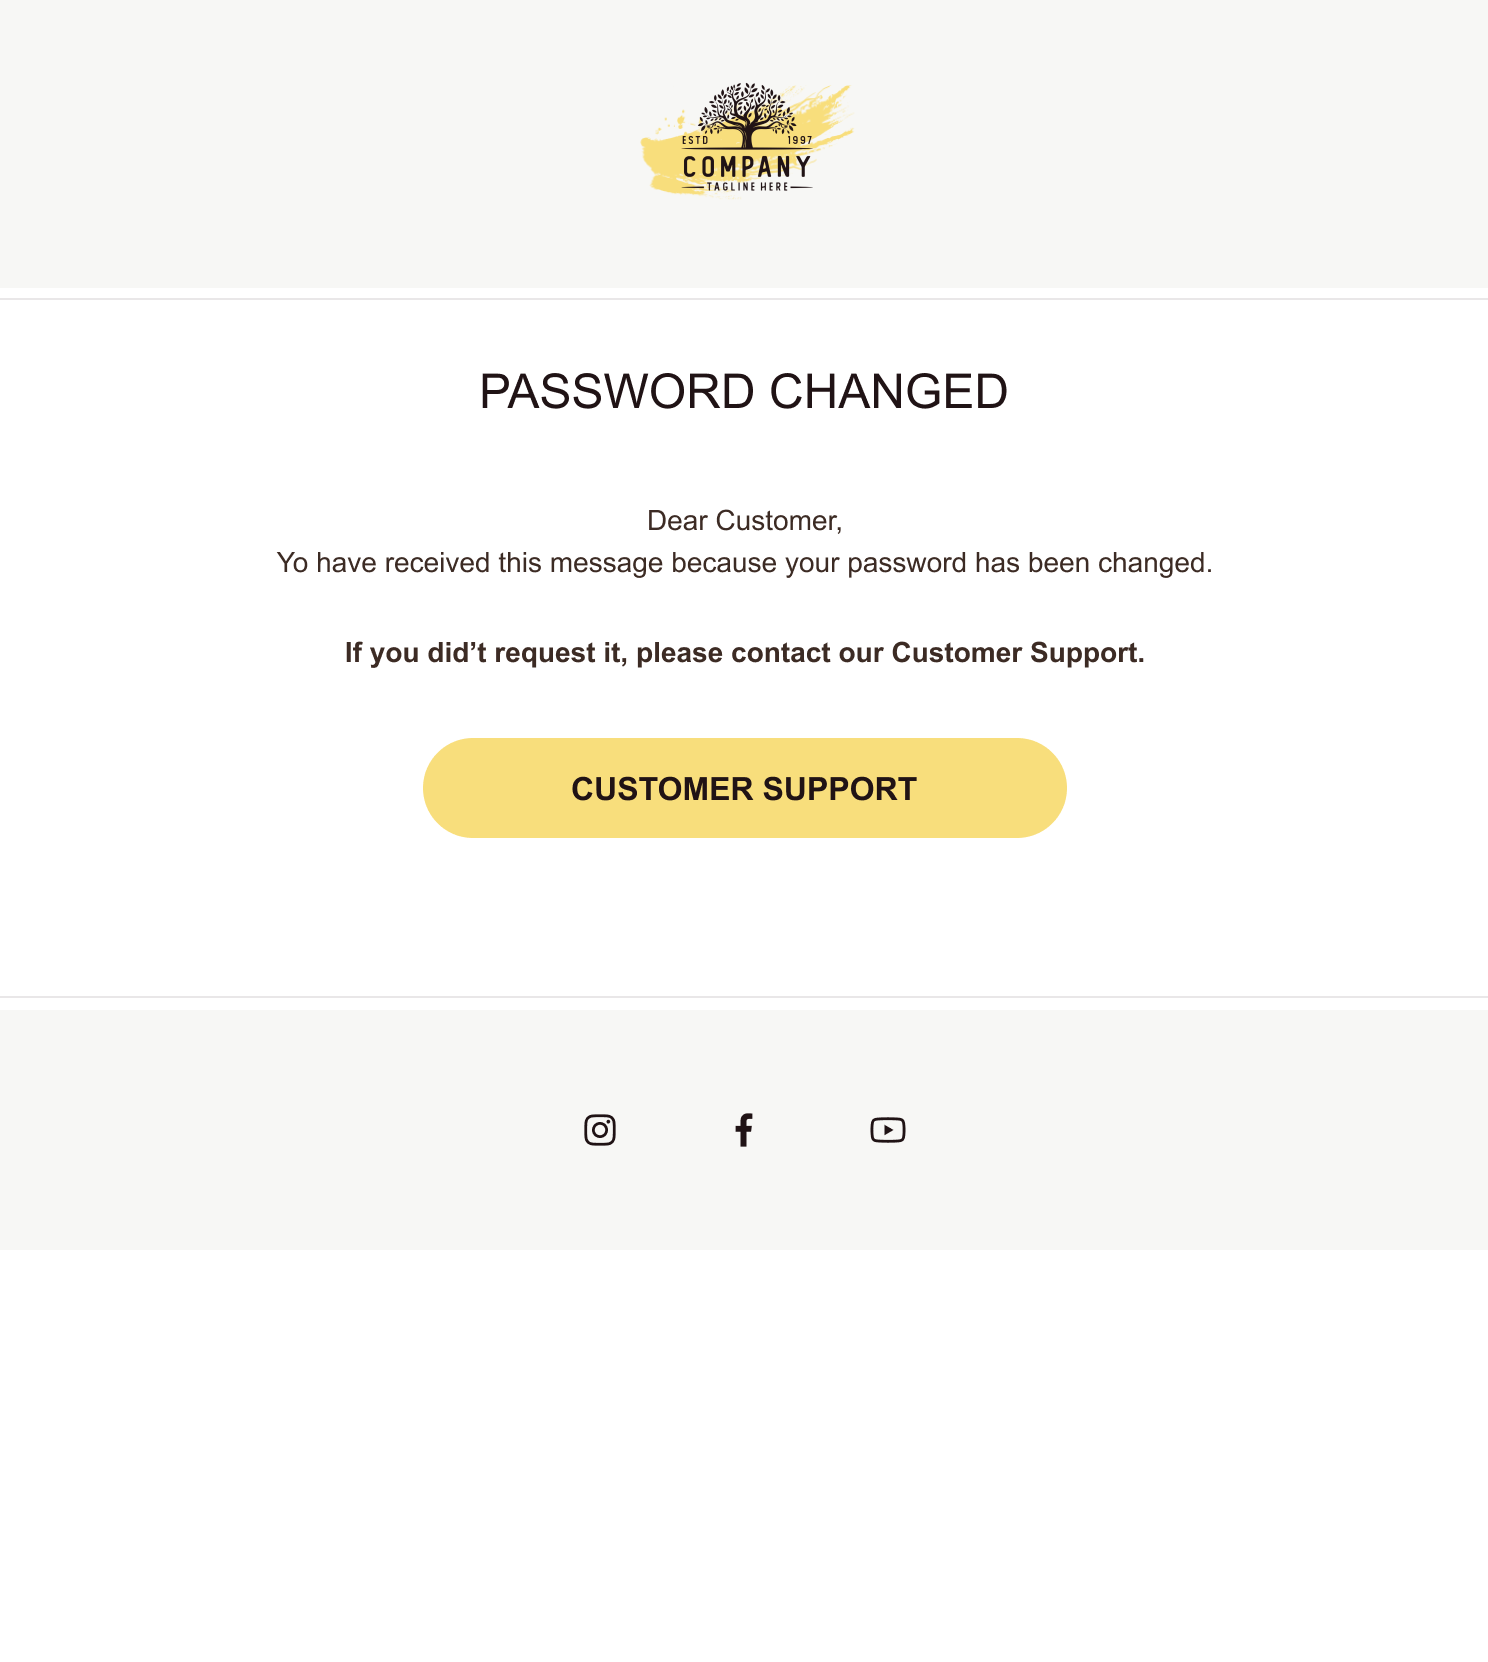 ESTD 1997
COMPANY
TAGLINE HERE
PASSWORD CHANGED
Dear Customer,
Yo have received this message because your password has been changed.
If you did’t request it, please contact our Customer Support.
CUSTOMER SUPPORT